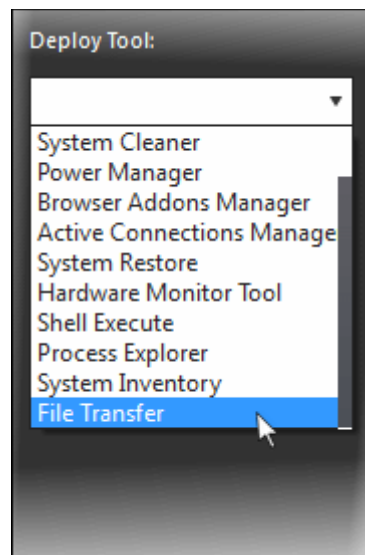 Deploy Tool:
System Cleaner
Power Manager
Browser Addons Manager
Active Connections Manage
System Restore
Hardware Monitor Tool
Shell Execute
Process Explorer
System Inventory
File Transfer